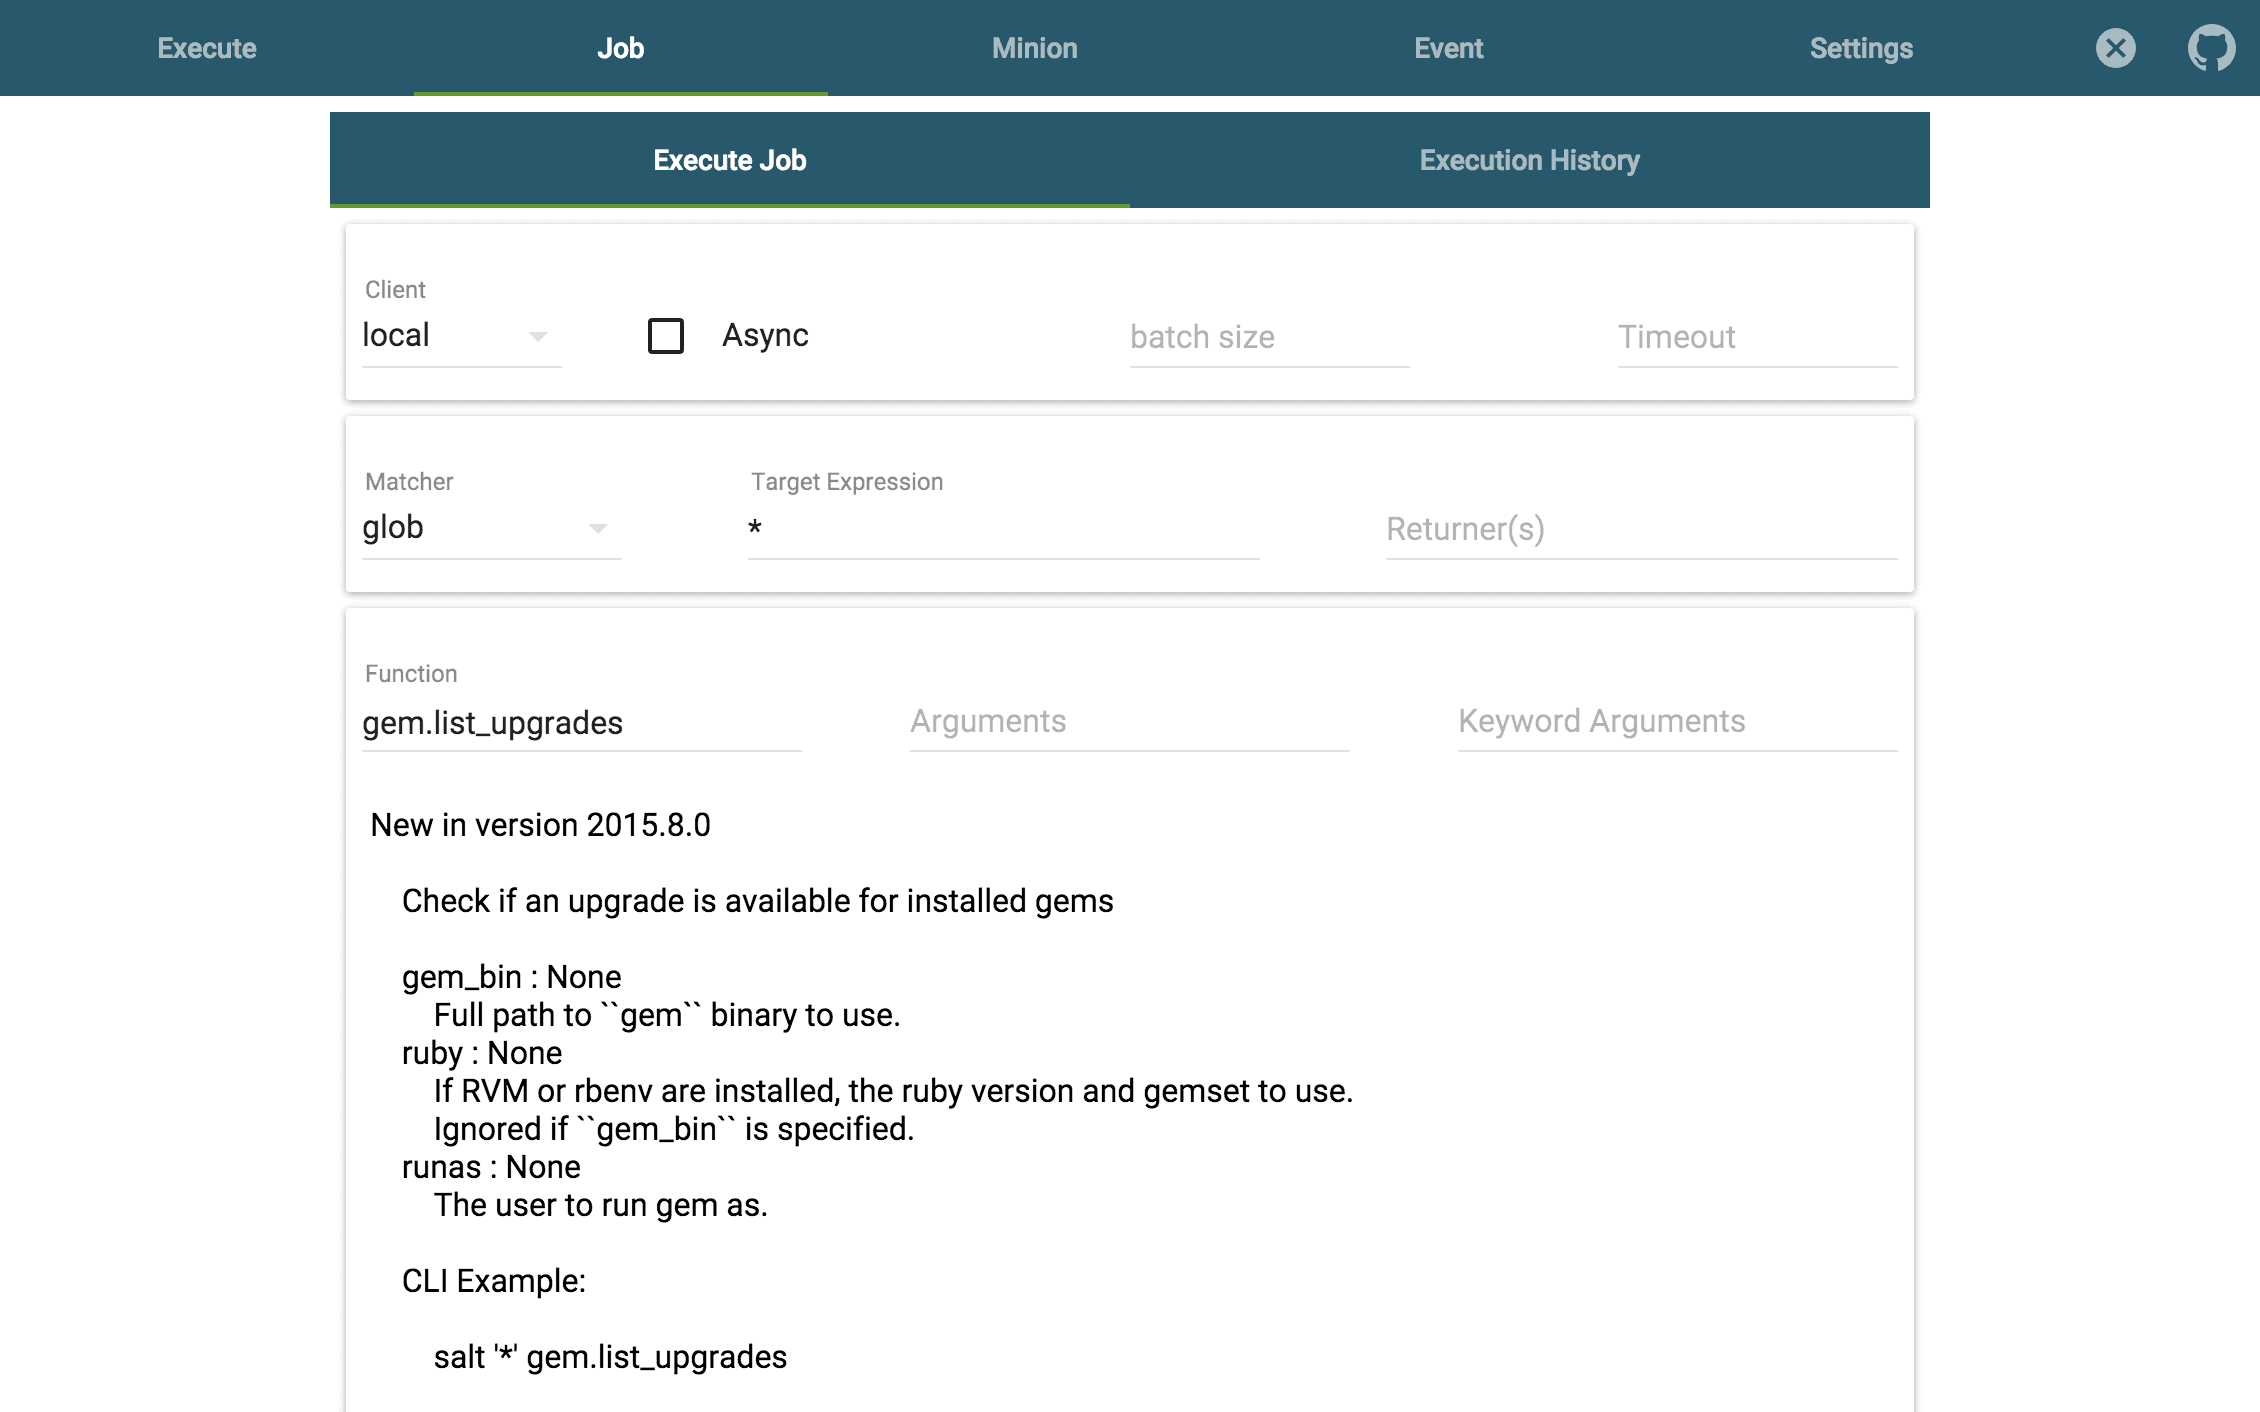 Execute Job Minion Event Settings
Execute Job Execution History
Client
local Async batch size Timeout
Matcher Target Expression
glob * Returner(s)
Function
gem.list_upgrades Arguments Keyword Arguments
New in version 2015.8.0
Check if an upgrade is available for installed gems
gem_bin : None
Full path to ``gem`` binary to use.
ruby : None
If RVM or rbenv are installed, the ruby version and gemset to use.
Ignored if ``gem_bin`` is specified.
runas : None
The user to run gem as.
CLI Example:
salt '*' gem.list_upgrades